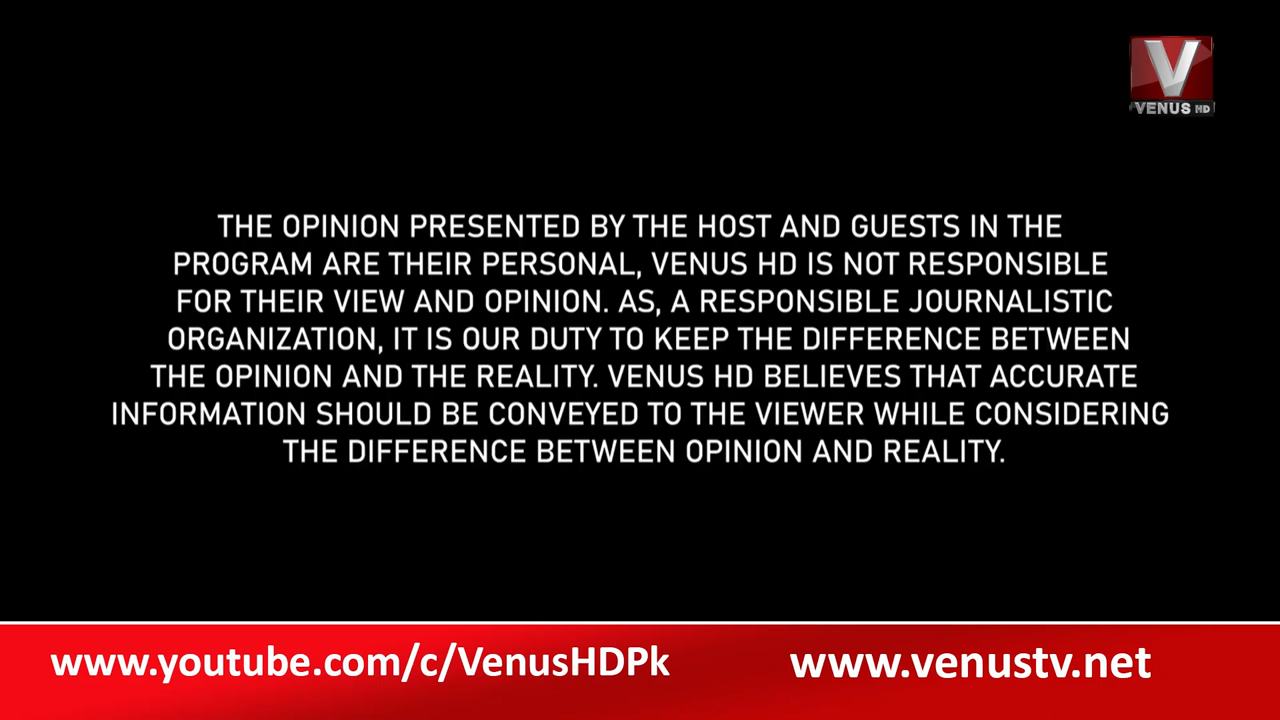 V
VENUS HD
THE OPINION PRESENTED BY THE HOST AND GUESTS IN THE
PROGRAM ARE THEIR PERSONAL, VENUS HD IS NOT RESPONSIBLE
FOR THEIR VIEW AND OPINION. AS, A RESPONSIBLE JOURNALISTIC
ORGANIZATION, IT IS OUR DUTY TO KEEP THE DIFFERENCE BETWEEN
THE OPINION AND THE REALITY. VENUS HD BELIEVES THAT ACCURATE
INFORMATION SHOULD BE CONVEYED TO THE VIEWER WHILE CONSIDERING
THE DIFFERENCE BETWEEN OPINION AND REALITY.
www.youtube.com/c/VenusHDPk
www.venustv.net